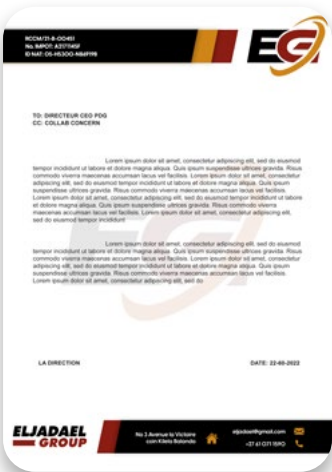 RCCM/21-B-00451
No. IMPOT: A2171145F
ID NAT: 05-H5300-N86919B
EG
TO: DIRECTEUR CEO PDG
CC: COLLAB CONCERN
Lorem ipsum dolor sit amet, consectetur adipiscing elit, sed do eiusmod
tempor incididunt ut labore et dolore magna aliqua. Quis ipsum suspendisse ultrices gravida. Risus
commodo viverra maecenas accumsan lacus vel facilisis. Lorem ipsum dolor sit amet, consectetur
adipiscing elit, sed do eiusmod tempor incididunt ut labore et dolore magna aliqua. Quis ipsum
suspendisse ultrices gravida. Risus commodo viverra maecenas accumsan lacus vel facilisis.
Lorem ipsum dolor sit amet, consectetur adipiscing elit, sed do eiusmod tempor incididunt ut labore
et dolore magna aliqua. Quis ipsum suspendisse ultrices gravida. Risus commodo viverra
maecenas accumsan lacus vel facilisis. Lorem ipsum dolor sit amet, consectetur adipiscing elit,
sed do eiusmod tempor incididunt
Lorem ipsum dolor sit amet, consectetur adipiscing elit, sed do eiusmod
tempor incididunt ut labore et dolore magna aliqua. Quis ipsum suspendisse ultrices gravida. Risus
commodo viverra maecenas accumsan lacus vel facilisis. Lorem ipsum dolor sit amet, consectetur
adipiscing elit, sed do eiusmod tempor incididunt ut labore et dolore magna aliqua. Quis ipsum
suspendisse ultrices gravida. Risus commodo viverra maecenas accumsan lacus vel facilisis.
Lorem ipsum dolor sit amet, consectetur adipiscing elit, sed do
LA DIRECTION
DATE: 22-60-2022
ELJADAEL
GROUP
No 3 Avenue la Victoire
coin Kilela Balanda
eljadael@gmail.com
+27 61 071 1590